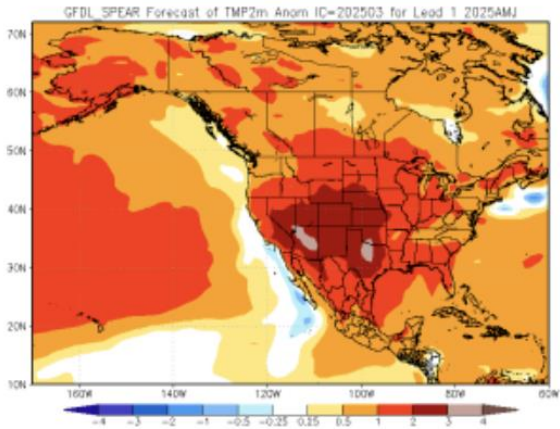 GFDL_SPEAR Forecast of TMP2m Anom IC=202503 for Lead 1 2025AMJ
70N
60N
50N
40N
30N
20N
10N
160W 140W 120W 100W 80W 60W
-4 -3 -2 -1 -0.5 -0.25 0.25 0.5 1 2 3 4